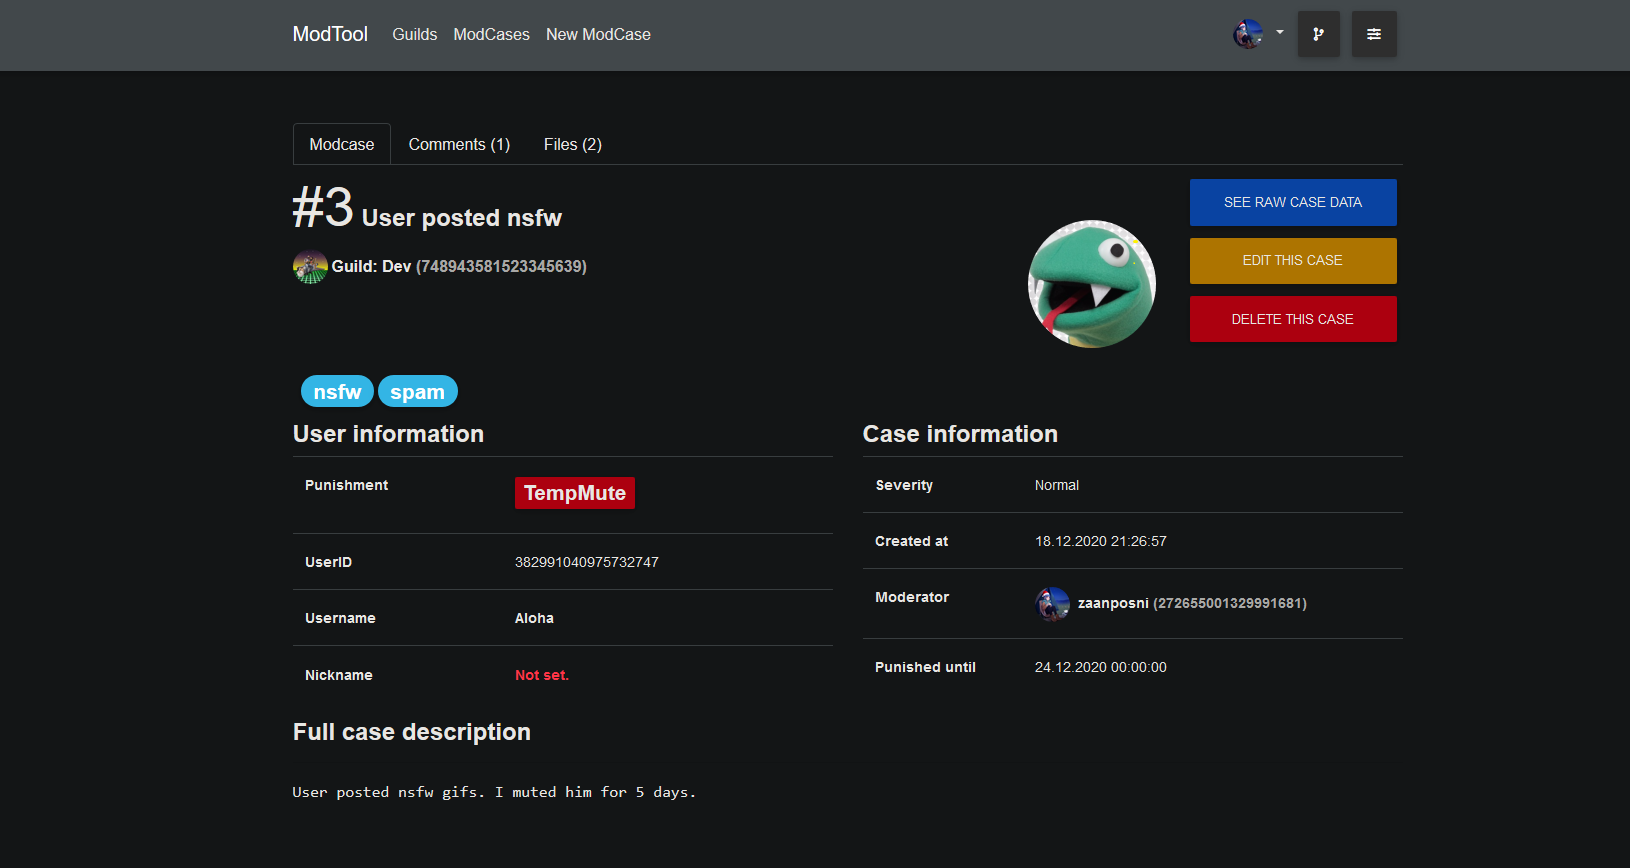 ModTool Guilds ModCases New ModCase
Modcase Comments (1) Files (2)
#3 User posted nsfw
Guild: Dev (748943581523345639)
SEE RAW CASE DATA
EDIT THIS CASE
DELETE THIS CASE
nsfw spam
User information
Punishment TempMute
UserID 382991040975732747
Username Aloha
Nickname Not set.
Case information
Severity Normal
Created at 18.12.2020 21:26:57
Moderator zaanposni (272655001329991681)
Punished until 24.12.2020 00:00:00
Full case description
User posted nsfw gifs. I muted him for 5 days.